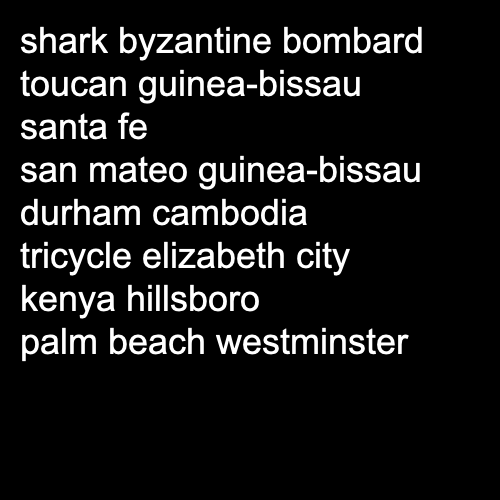 shark byzantine bombard
toucan guinea-bissau
santa fe
san mateo guinea-bissau
durham cambodia
tricycle elizabeth city
kenya hillsboro
palm beach westminster